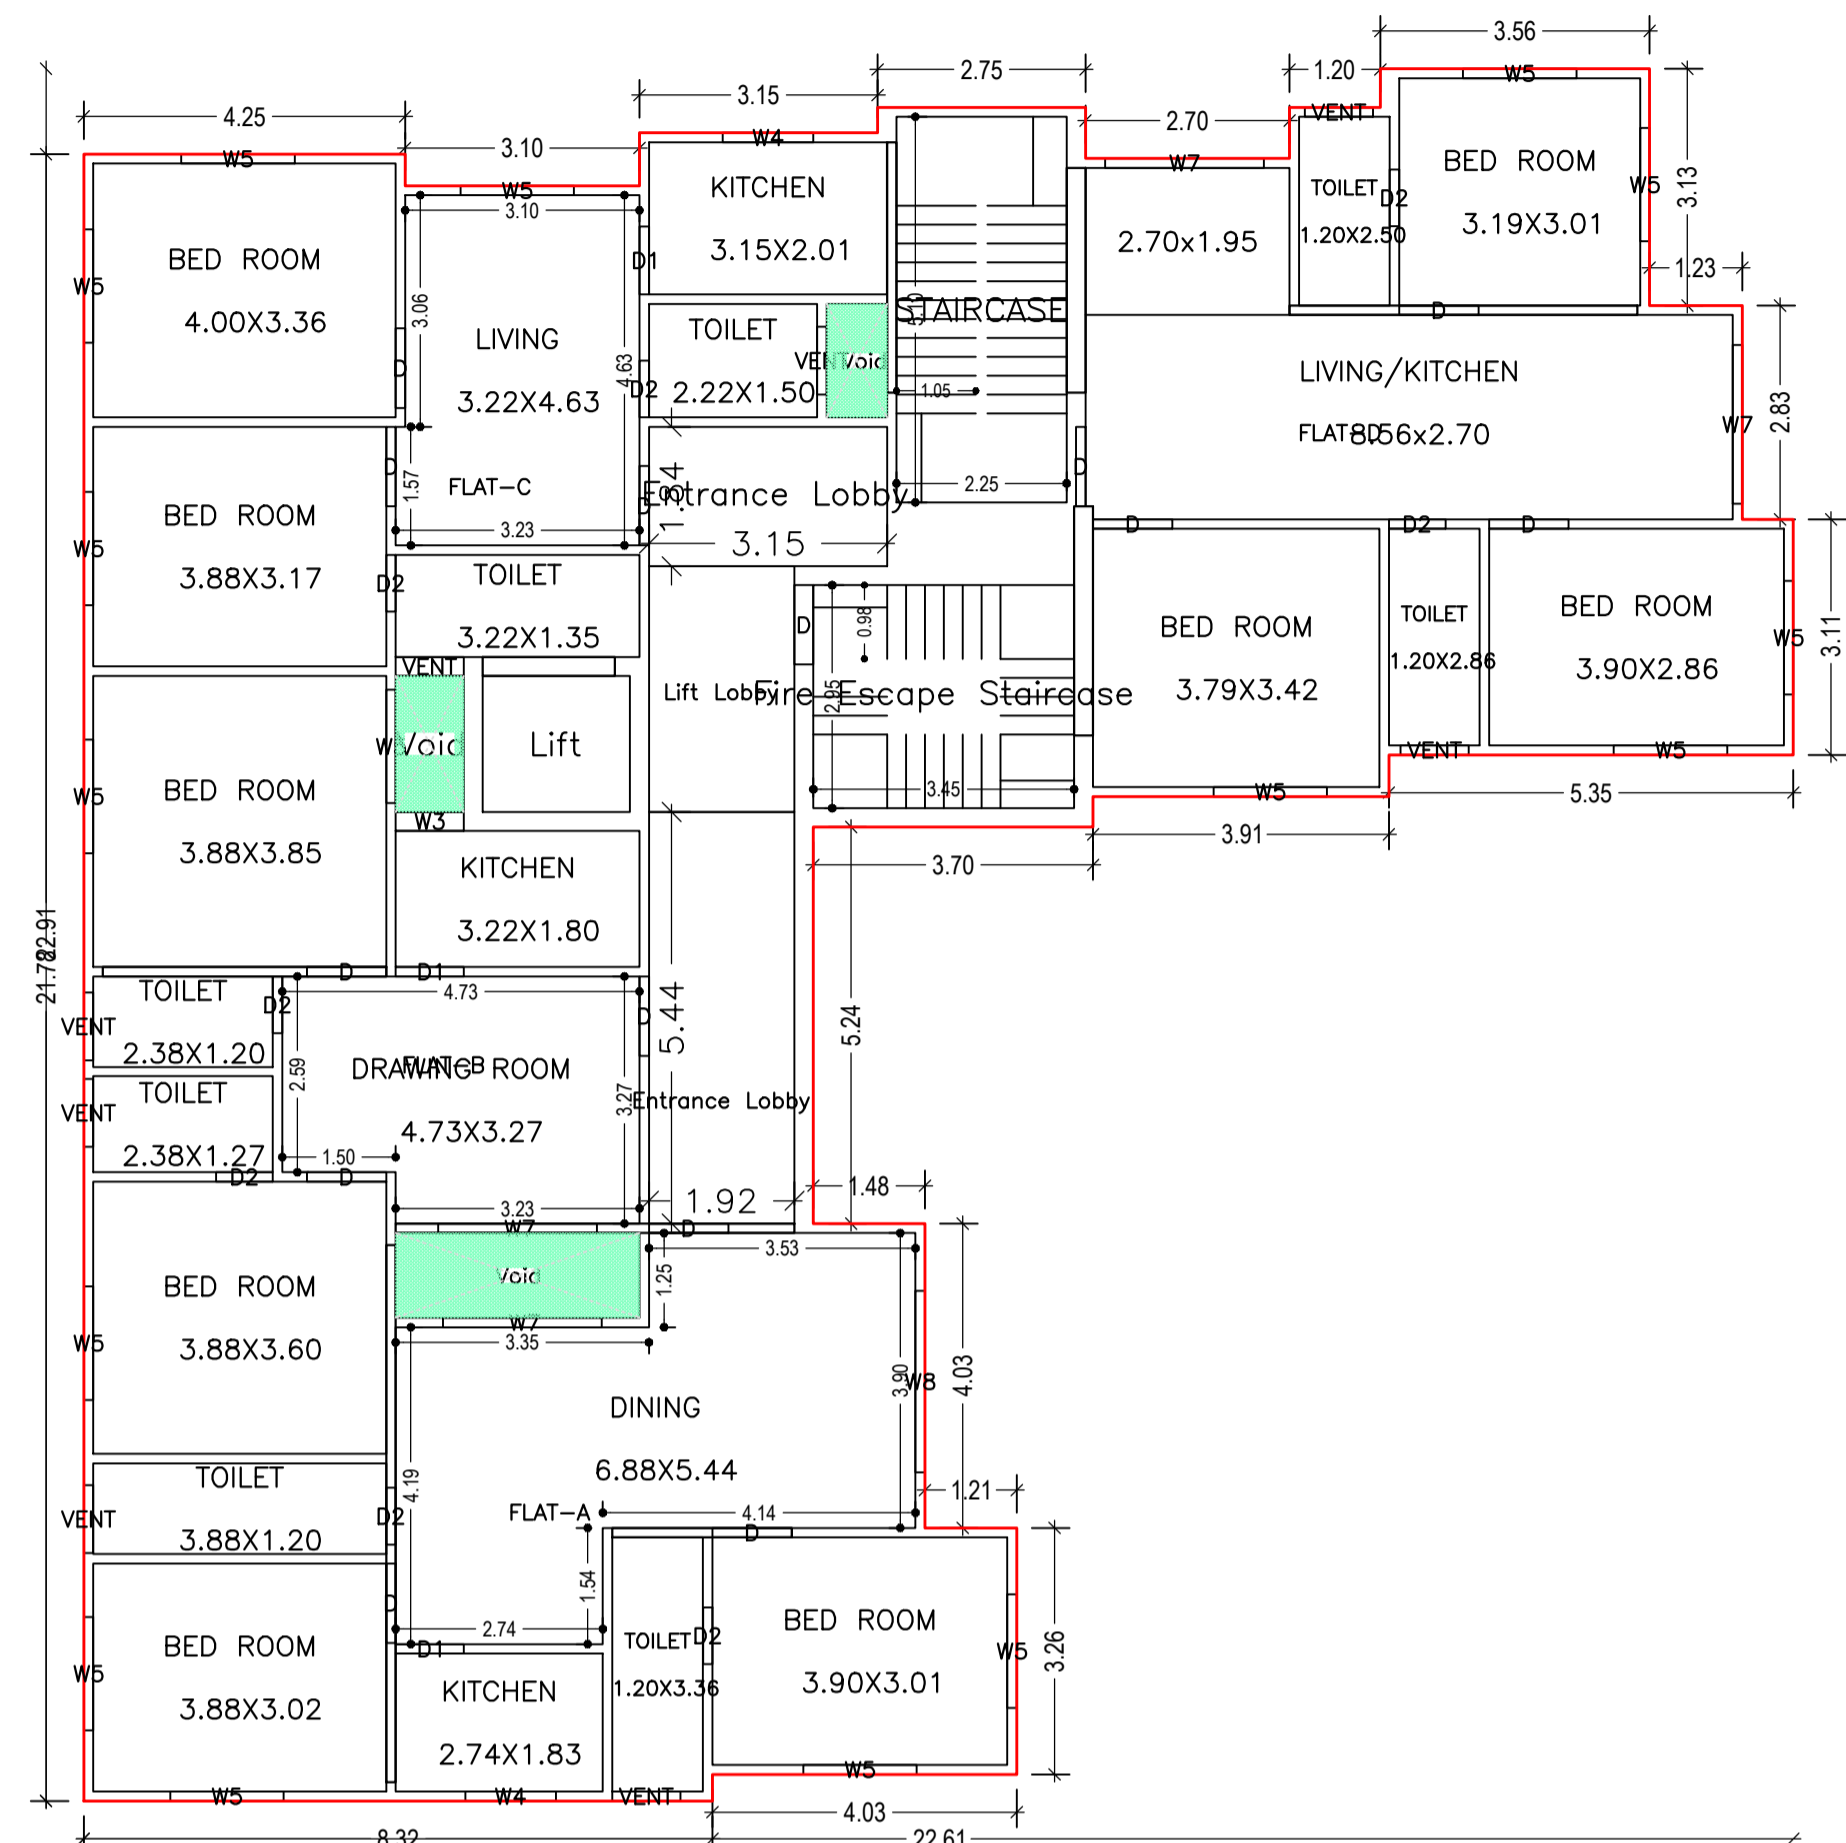 3.56
2.75
1.20
3.15
W5
4.25
2.70
VENT
3.10
W4
W5
W5
W7
BED ROOM
3.19X3.01
TOILET
1.20X2.50
D2
W5
3.13
KITCHEN
3.15X2.01
3.10
BED ROOM
4.00X3.36
W5
3.06
D1
2.70x1.95
1.23
STAIRCASE
5.10
D
LIVING
3.22X4.63
4.63
D
TOILET
2.22X1.50
D2
VENT
Void
1.05
LIVING/KITCHEN
8.56x2.70
FLAT-D
W7
2.83
1.57
D
FLAT-C
Entrance Lobby
1.84
D
3.15
2.25
D
BED ROOM
3.88X3.17
W5
3.23
D
D2
D
TOILET
3.22X1.35
D2
0.98
D
BED ROOM
3.79X3.42
TOILET
1.20X2.86
BED ROOM
3.90X2.86
W5
3.11
VENT
Lift Lobby
Fire Escape Staircase
2.95
Void
Lift
VENT
W5
W5
BED ROOM
3.88X3.85
W5
3.45
5.35
W3
3.91
3.70
KITCHEN
3.22X1.80
22.91
21.78
D
D1
TOILET
2.38X1.20
VENT
D2
4.73
D
5.44
5.24
DRAWING ROOM
FLAT-B
4.73X3.27
2.59
3.27
TOILET
2.38X1.27
VENT
Entrance Lobby
D2
D
1.50
1.48
3.23
1.92
W7
D
3.53
Void
1.25
BED ROOM
3.88X3.60
W5
W7
3.35
3.90
W8
4.03
DINING
6.88X5.44
TOILET
3.88X1.20
VENT
D2
4.19
FLAT-A
4.14
1.21
D
1.54
D
2.74
D1
BED ROOM
3.88X3.02
W5
TOILET
1.20X3.36
D2
BED ROOM
3.90X3.01
W5
3.26
KITCHEN
2.74X1.83
W5
W5
W4
VENT
4.03
8.32
22.61